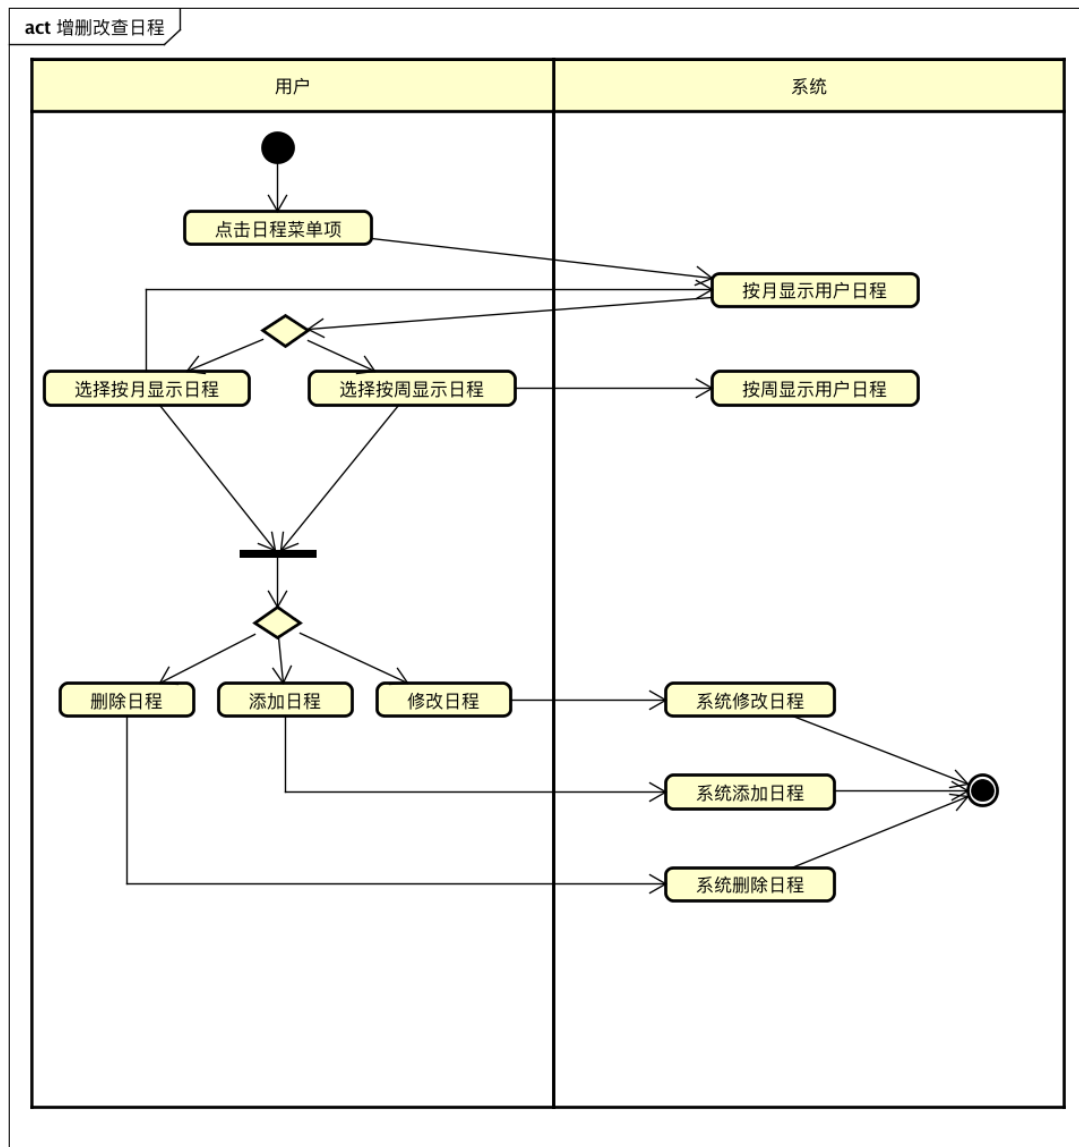 act 增删改查日程
用户
系统
点击日程菜单项
按月显示用户日程
选择按月显示日程
选择按周显示日程
按周显示用户日程
删除日程
添加日程
修改日程
系统修改日程
系统添加日程
系统删除日程